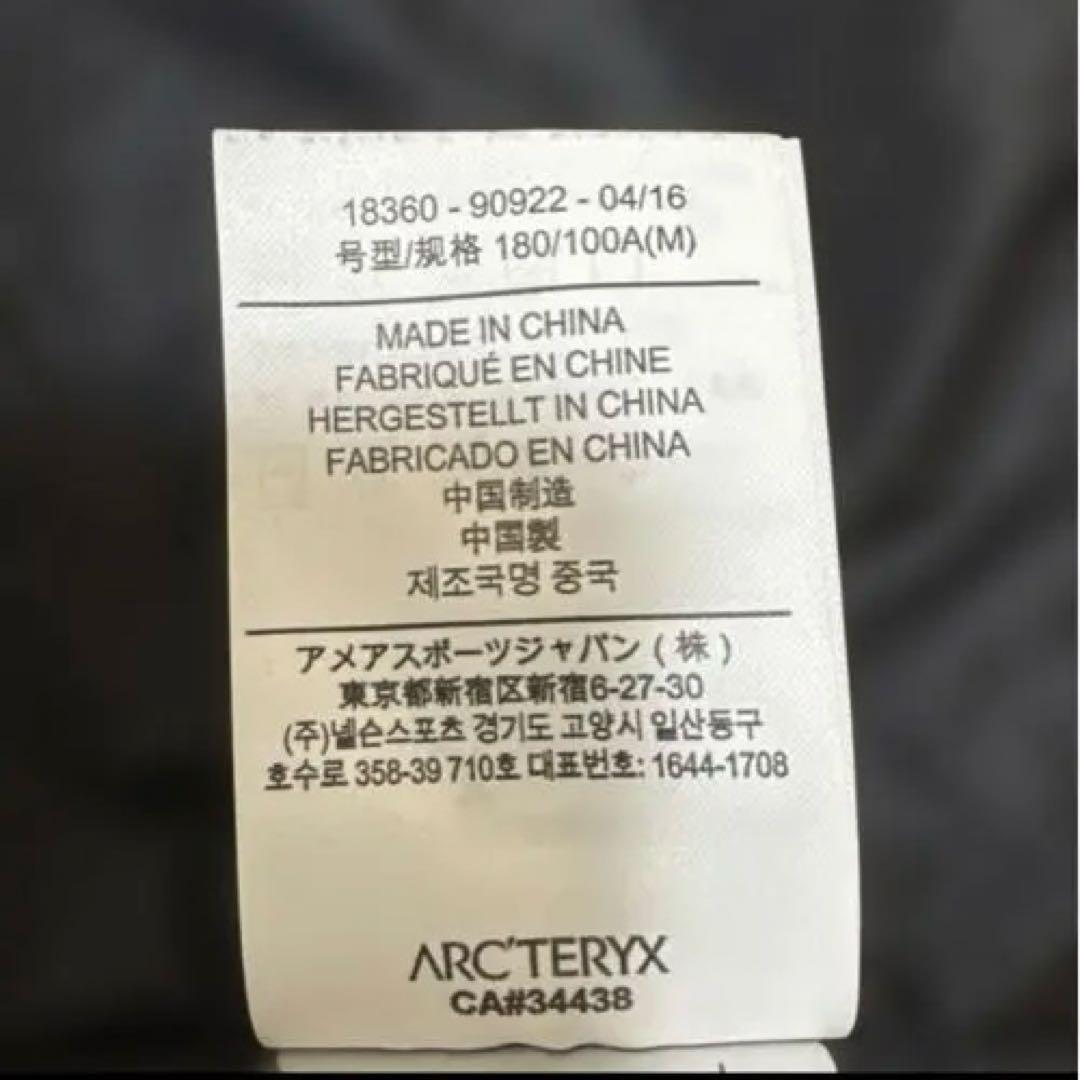 18360 - 90922 - 04/16
号型/规格 180/100A(M)
MADE IN CHINA
FABRIQUÉ EN CHINE
HERGESTELLT IN CHINA
FABRICADO EN CHINA
中国制造
中国製
제조국명 중국
アメアスポーツジャパン ( 株 )
東京都新宿区新宿6-27-30
(주)넬슨스포츠 경기도 고양시 일산동구
호수로 358-39 710호 대표번호: 1644-1708
ARC'TERYX
CA#34438